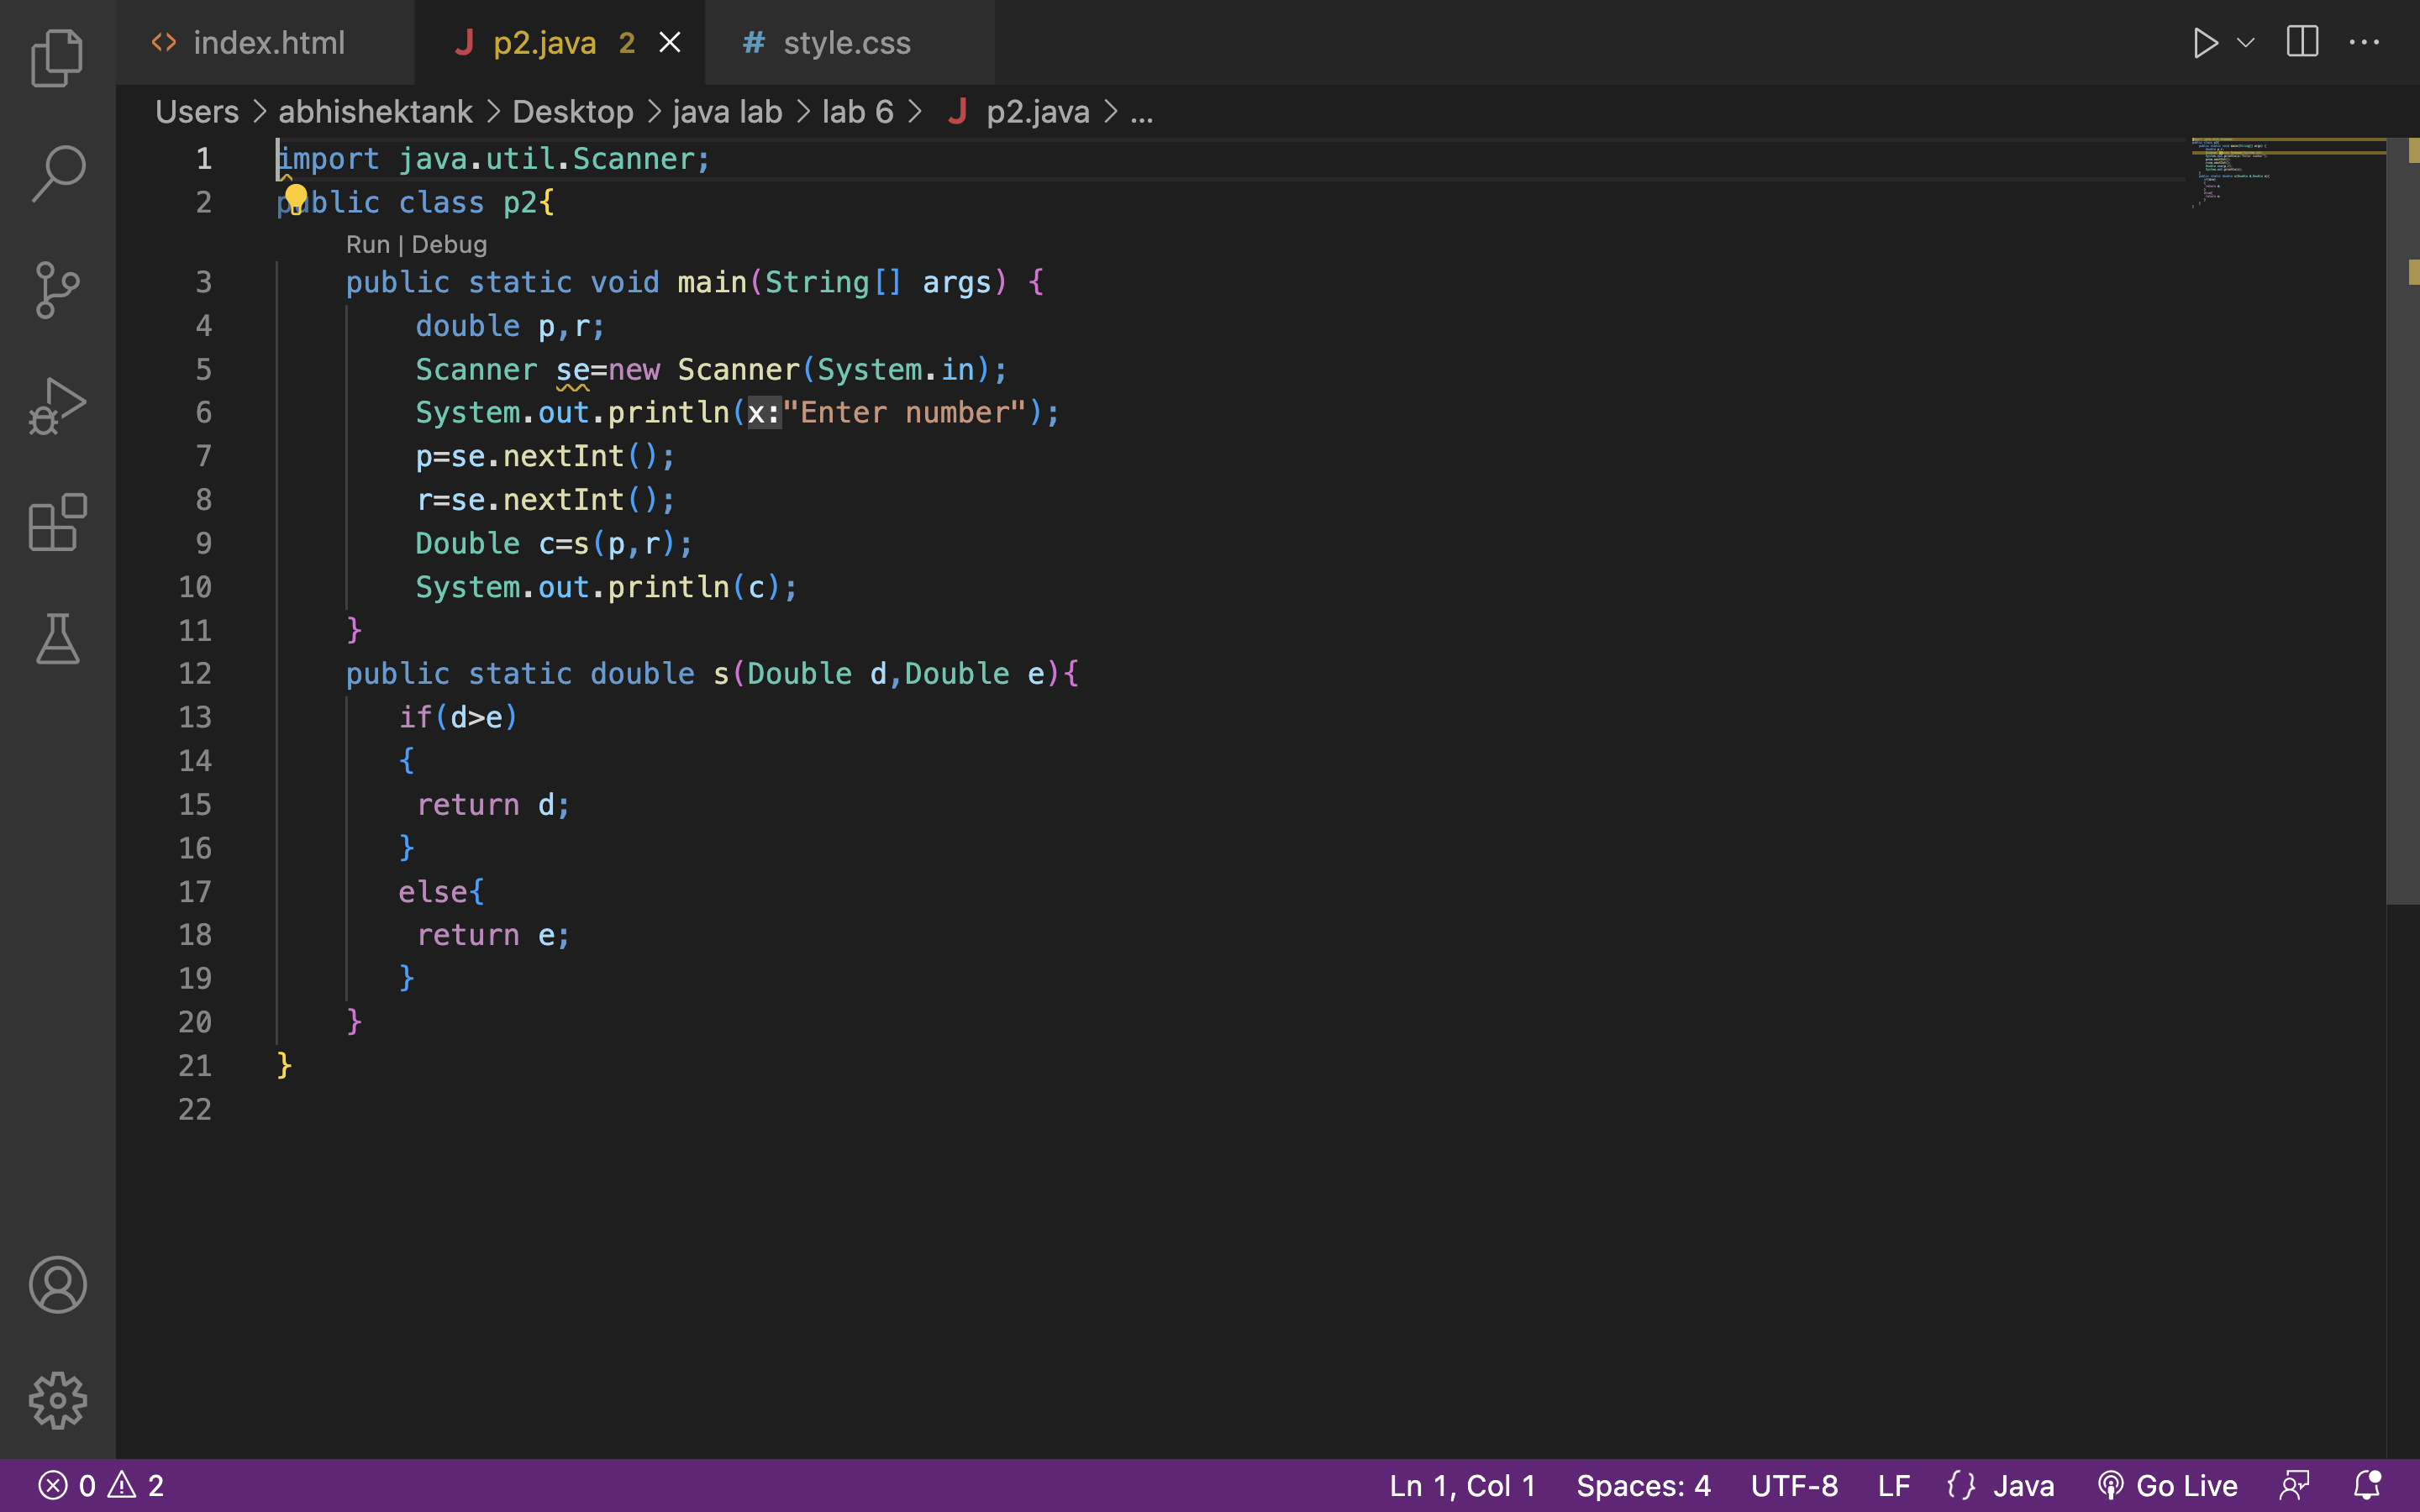 index.html p2.java 2 style.css
Users > abhishektank > Desktop > java lab > lab 6 > J p2.java > ...
1 import java.util.Scanner;
2 public class p2{
Run | Debug
3 public static void main(String[] args) {
4 double p,r;
5 Scanner se=new Scanner(System.in);
6 System.out.println(x:"Enter number");
7 p=se.nextInt();
8 r=se.nextInt();
9 Double c=s(p,r);
10 System.out.println(c);
11 }
12 public static double s(Double d,Double e){
13 if(d>e)
14 {
15 return d;
16 }
17 else{
18 return e;
19 }
20 }
21 }
22
0 2 Ln 1, Col 1 Spaces: 4 UTF-8 LF {} Java Go Live